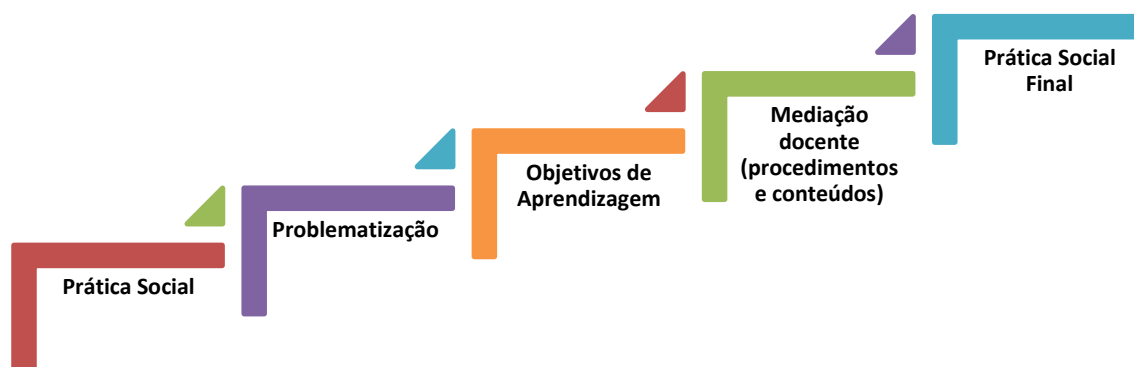 Prática Social
Problematização
Objetivos de
Aprendizagem
Mediação
docente
(procedimentos
e conteúdos)
Prática Social
Final